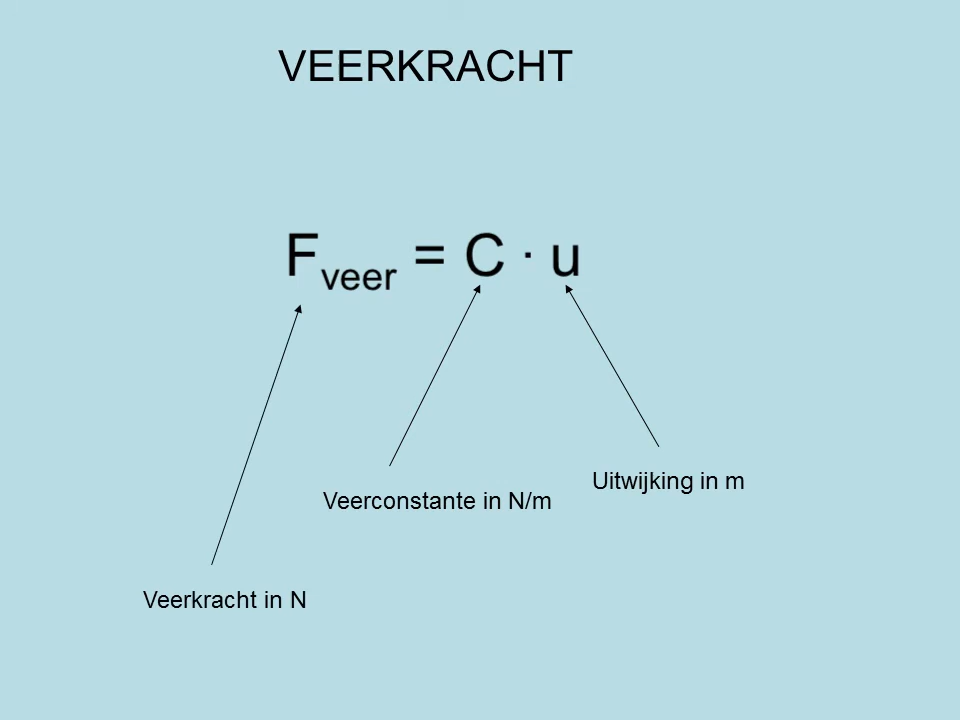 VEERKRACHT
Fveer = C · u
Uitwijking in m
Veerconstante in N/m
Veerkracht in N